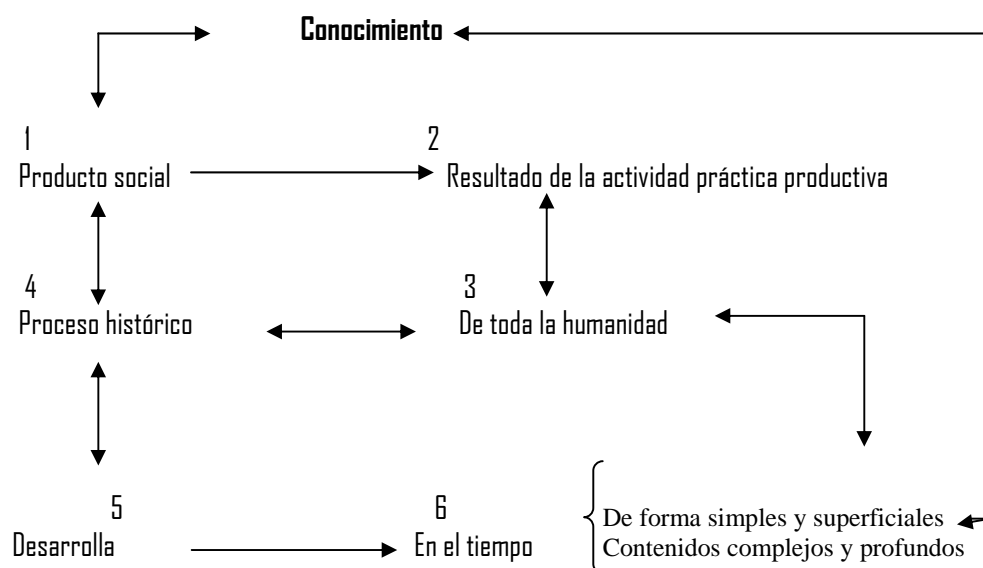 Conocimiento
1
Producto social
2
Resultado de la actividad práctica productiva
4
Proceso histórico
3
De toda la humanidad
5
Desarrolla
6
En el tiempo
De forma simples y superficiales
Contenidos complejos y profundos